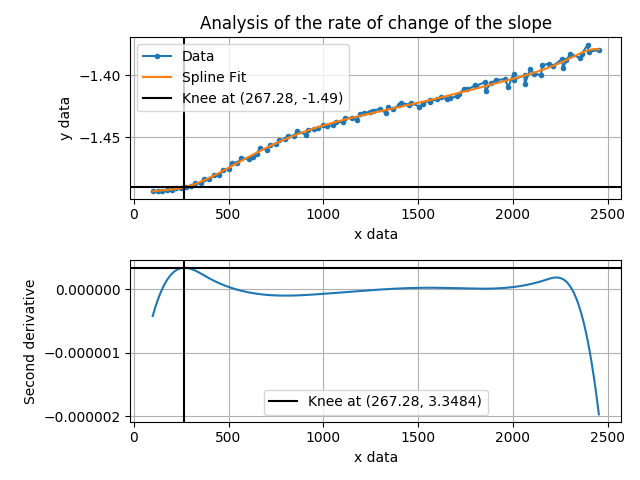 Analysis of the rate of change of the slope
y data
−1.40
−1.45
Data
Spline Fit
Knee at (267.28, -1.49)
0 500 1000 1500 2000 2500
x data
Second derivative
0.000000
−0.000001
−0.000002
Knee at (267.28, 3.3484)
0 500 1000 1500 2000 2500
x data